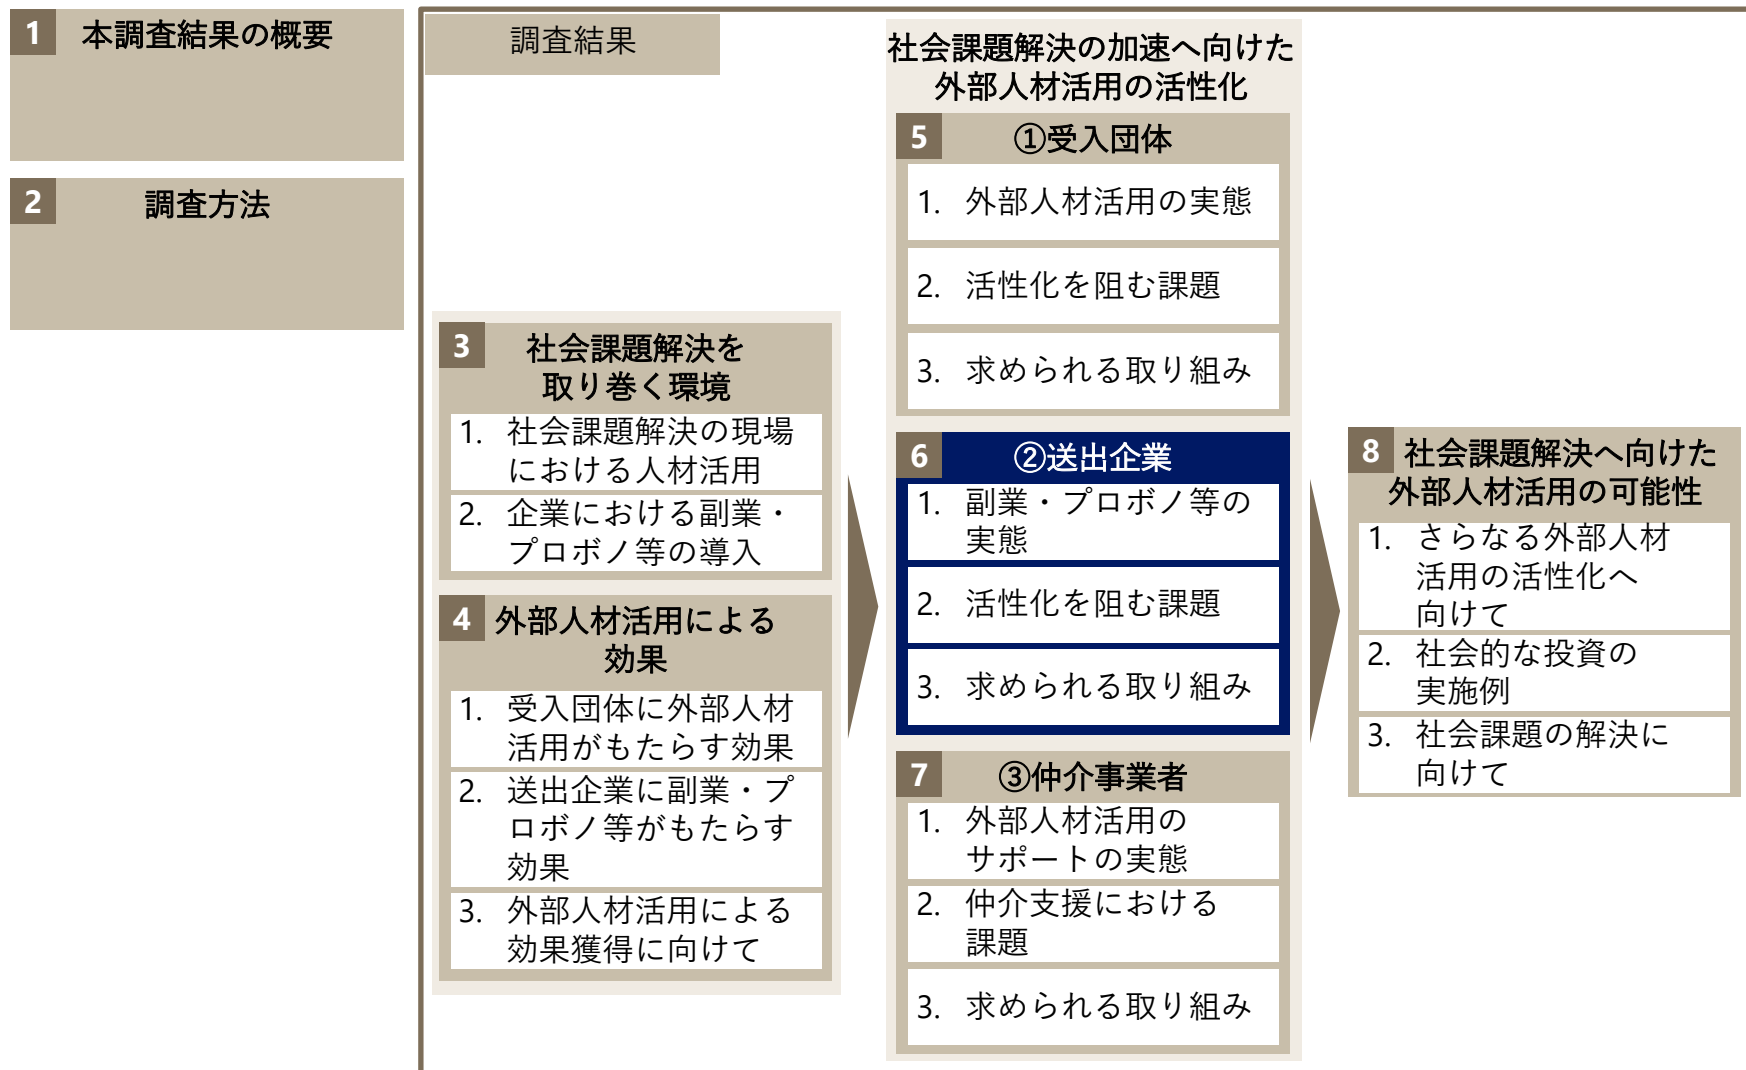 1 本調査結果の概要
2 調査方法
調査結果
3 社会課題解決を
取り巻く環境
1. 社会課題解決の現場
における人材活用
2. 企業における副業・
プロボノ等の導入
4 外部人材活用による
効果
1. 受入団体に外部人材
活用がもたらす効果
2. 送出企業に副業・プ
ロボノ等がもたらす
効果
3. 外部人材活用による
効果獲得に向けて
社会課題解決の加速へ向けた
外部人材活用の活性化
5 ①受入団体
1. 外部人材活用の実態
2. 活性化を阻む課題
3. 求められる取り組み
6 ②送出企業
1. 副業・プロボノ等の
実態
2. 活性化を阻む課題
3. 求められる取り組み
7 ③仲介事業者
1. 外部人材活用の
サポートの実態
2. 仲介支援における
課題
3. 求められる取り組み
8 社会課題解決へ向けた
外部人材活用の可能性
1. さらなる外部人材
活用の活性化へ
向けて
2. 社会的な投資の
実施例
3. 社会課題の解決に
向けて